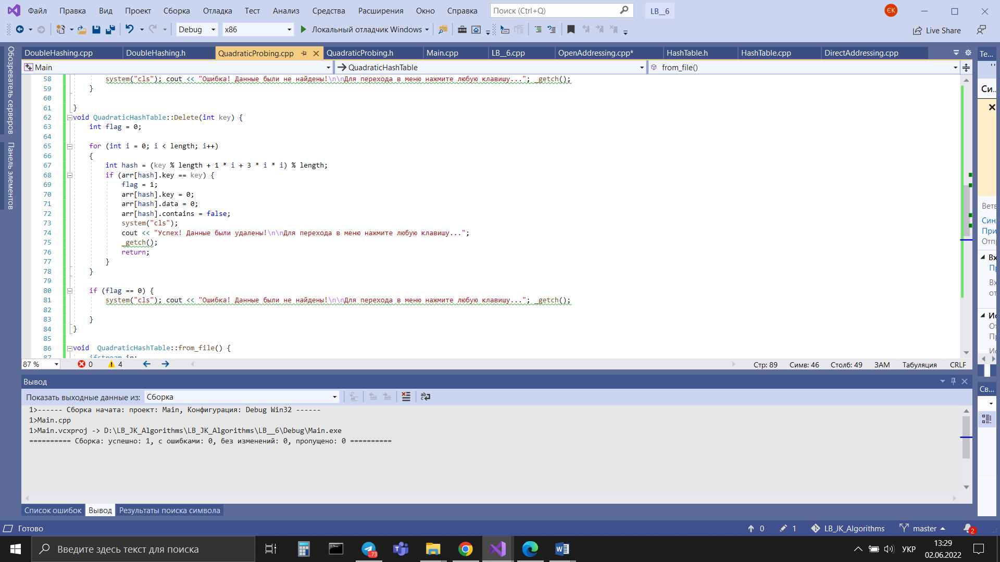 Файл Правка Вид Проект Сборка Отладка Тест Анализ Средства Расширения Окно Справка Поиск (Ctrl+Q) LB__6 ЄК
Debug x86 Локальный отладчик Windows Live Share
Обозреватель серверов
Панель элементов
DoubleHashing.cpp DoubleHashing.h QuadraticProbing.cpp QuadraticProbing.h Main.cpp LB__6.cpp OpenAddressing.cpp* HashTable.h HashTable.cpp DirectAddressing.cpp
Main QuadraticHashTable from_file()
58 system("cls"); cout << "Ошибка! Данные были не найдены!\n\nДля перехода в меню нажмите любую клавишу..."; _getch();
59 }
60
61 }
62 void QuadraticHashTable::Delete(int key) {
63 int flag = 0;
64
65 for (int i = 0; i < length; i++)
66 {
67 int hash = (key % length + 1 * i + 3 * i * i) % length;
68 if (arr[hash].key == key) {
69 flag = 1;
70 arr[hash].key = 0;
71 arr[hash].data = 0;
72 arr[hash].contains = false;
73 system("cls");
74 cout << "Успех! Данные были удалены!\n\nДля перехода в меню нажмите любую клавишу...";
75 _getch();
76 return;
77 }
78 }
79
80 if (flag == 0) {
81 system("cls"); cout << "Ошибка! Данные были не найдены!\n\nДля перехода в меню нажмите любую клавишу..."; _getch();
82
83 }
84 }
85
86 void QuadraticHashTable::from_file() {
87 ifstream in;
87 % 0 4 Стр: 89 Симв: 46 Столб: 49 ЗАМ Табуляция CRLF
Вывод
Показать выходные данные из: Сборка
1>------ Сборка начата: проект: Main, Конфигурация: Debug Win32 ------
1>Main.cpp
1>Main.vcxproj -> D:\LB_JK_Algorithms\LB_JK_Algorithms\LB__6\Debug\Main.exe
========== Сборка: успешно: 1, с ошибками: 0, без изменений: 0, пропущено: 0 ==========
Список ошибок Вывод Результаты поиска символа
Те...
Си...
Св...
Готово 0 1 LB_JK_Algorithms master 2
Введите здесь текст для поиска ..73 УКР 13:29
02.06.2022